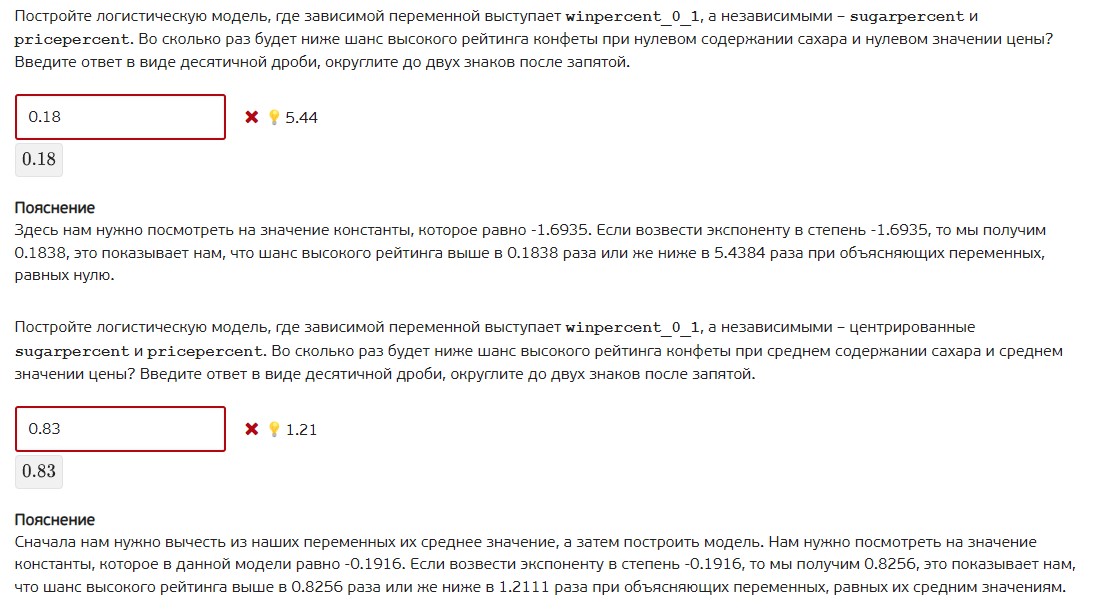 Постройте логистическую модель, где зависимой переменной выступает winpercent_0_1, а независимыми – sugarpercent и
pricepercent. Во сколько раз будет ниже шанс высокого рейтинга конфеты при нулевом содержании сахара и нулевом значении цены?
Введите ответ в виде десятичной дроби, округлите до двух знаков после запятой.
0.18
5.44
0.18
Пояснение
Здесь нам нужно посмотреть на значение константы, которое равно -1.6935. Если возвести экспоненту в степень -1.6935, то мы получим
0.1838, это показывает нам, что шанс высокого рейтинга выше в 0.1838 раза или же ниже в 5.4384 раза при объясняющих переменных,
равных нулю.
Постройте логистическую модель, где зависимой переменной выступает winpercent_0_1, а независимыми – центрированные
sugarpercent и pricepercent. Во сколько раз будет ниже шанс высокого рейтинга конфеты при среднем содержании сахара и среднем
значении цены? Введите ответ в виде десятичной дроби, округлите до двух знаков после запятой.
0.83
1.21
0.83
Пояснение
Сначала нам нужно вычесть из наших переменных их среднее значение, а затем построить модель. Нам нужно посмотреть на значение
константы, которое в данной модели равно -0.1916. Если возвести экспоненту в степень -0.1916, то мы получим 0.8256, это показывает нам,
что шанс высокого рейтинга выше в 0.8256 раза или же ниже в 1.2111 раза при объясняющих переменных, равных их средним значениям.